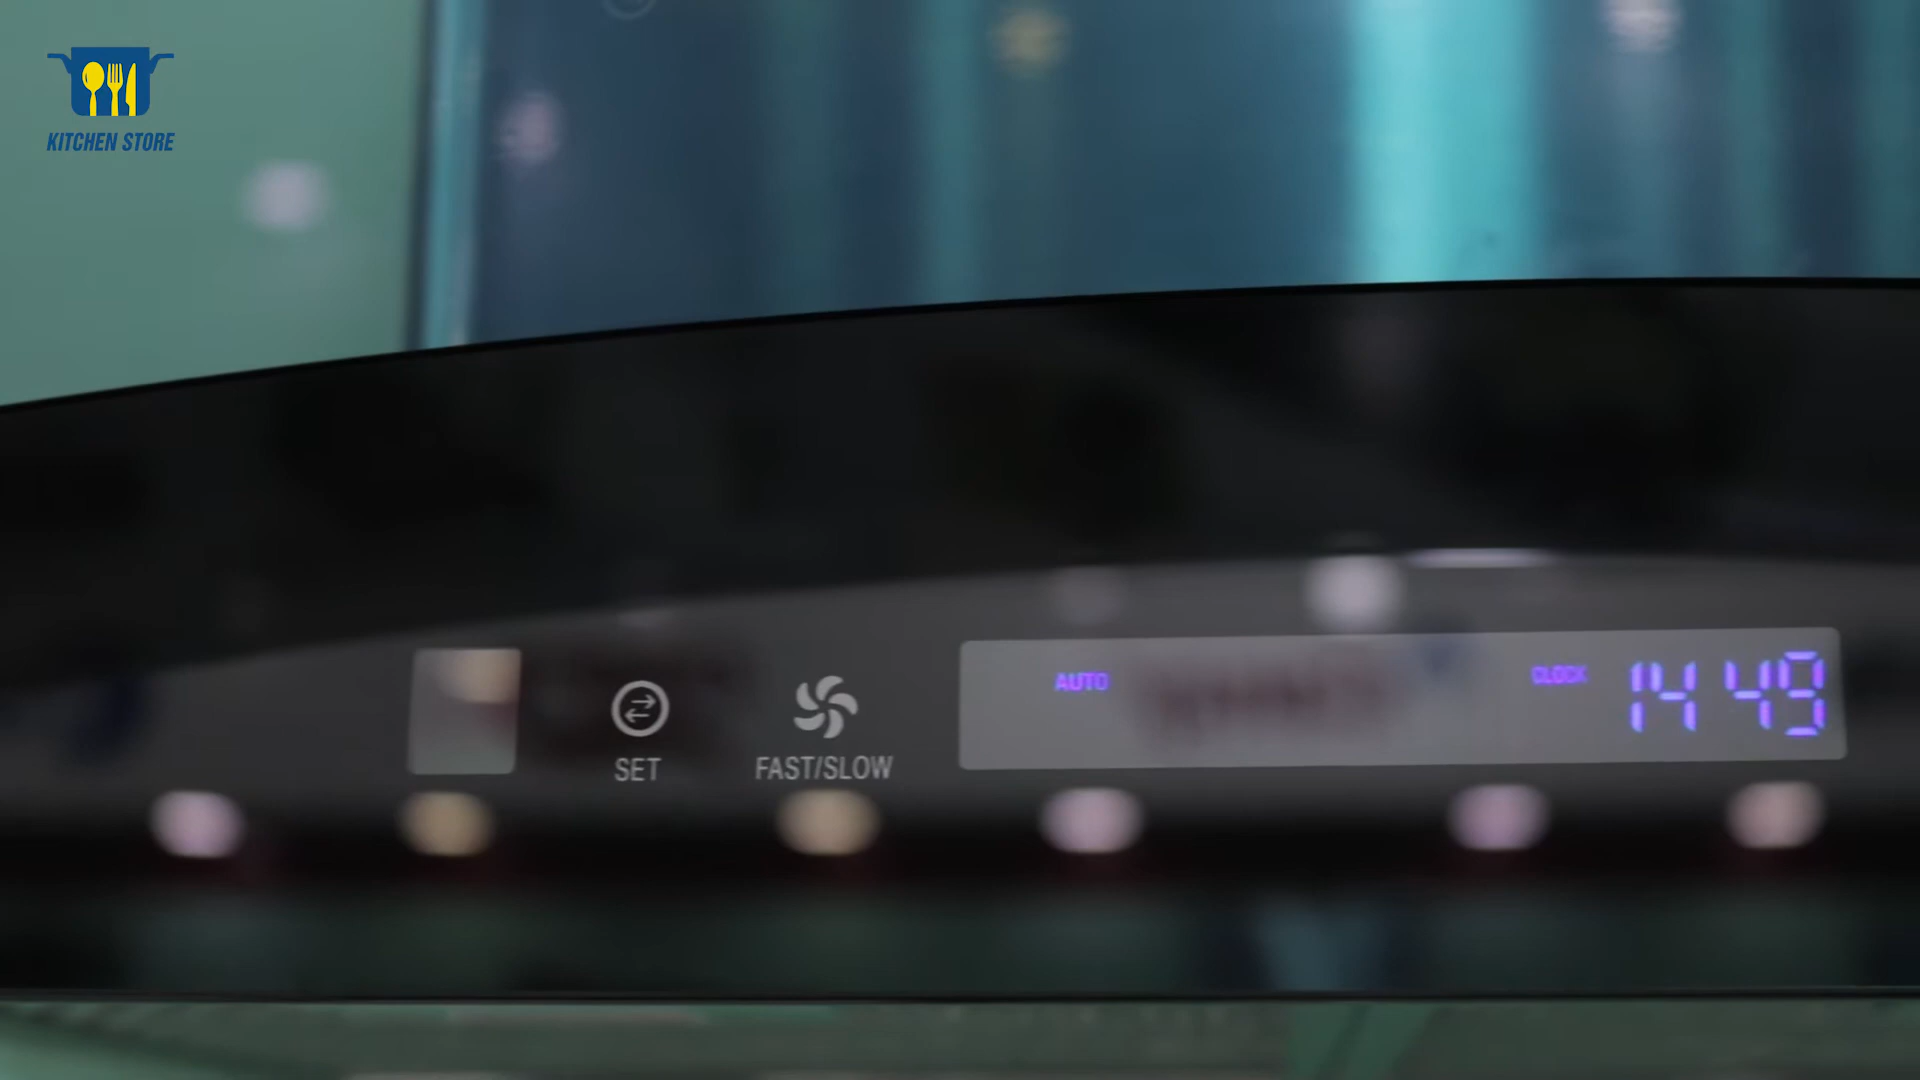 KITCHEN STORE
AUTO
CLOCK
14 49
SET
FAST/SLOW